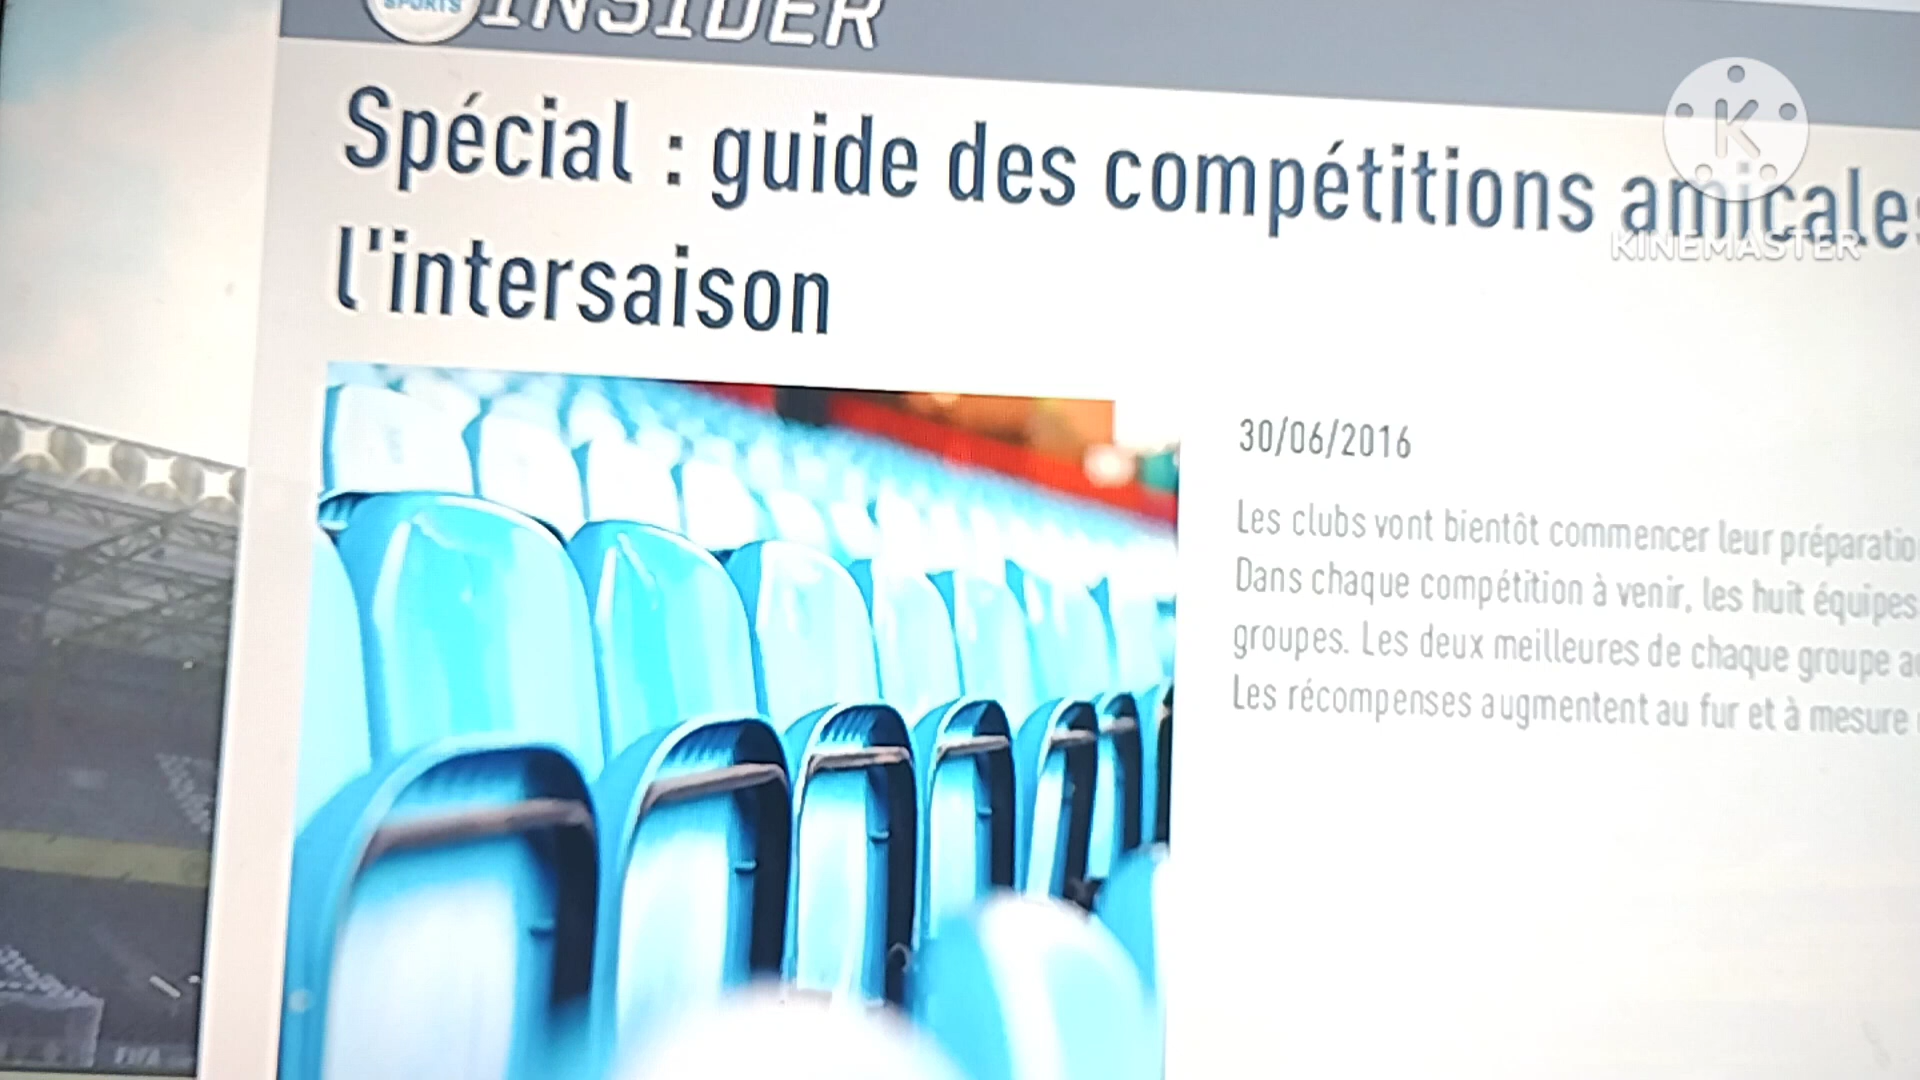 SPORTS
INSIDER
Spécial : guide des compétitions amicales
l'intersaison
KINEMASTER
30/06/2016
Les clubs vont bientôt commencer leur
Dans chaque compétition à venir, les huit équipes
groupes. Les deux meilleures de chaque groupe
Les récompenses augmentent au fur et à mesure
FIFA